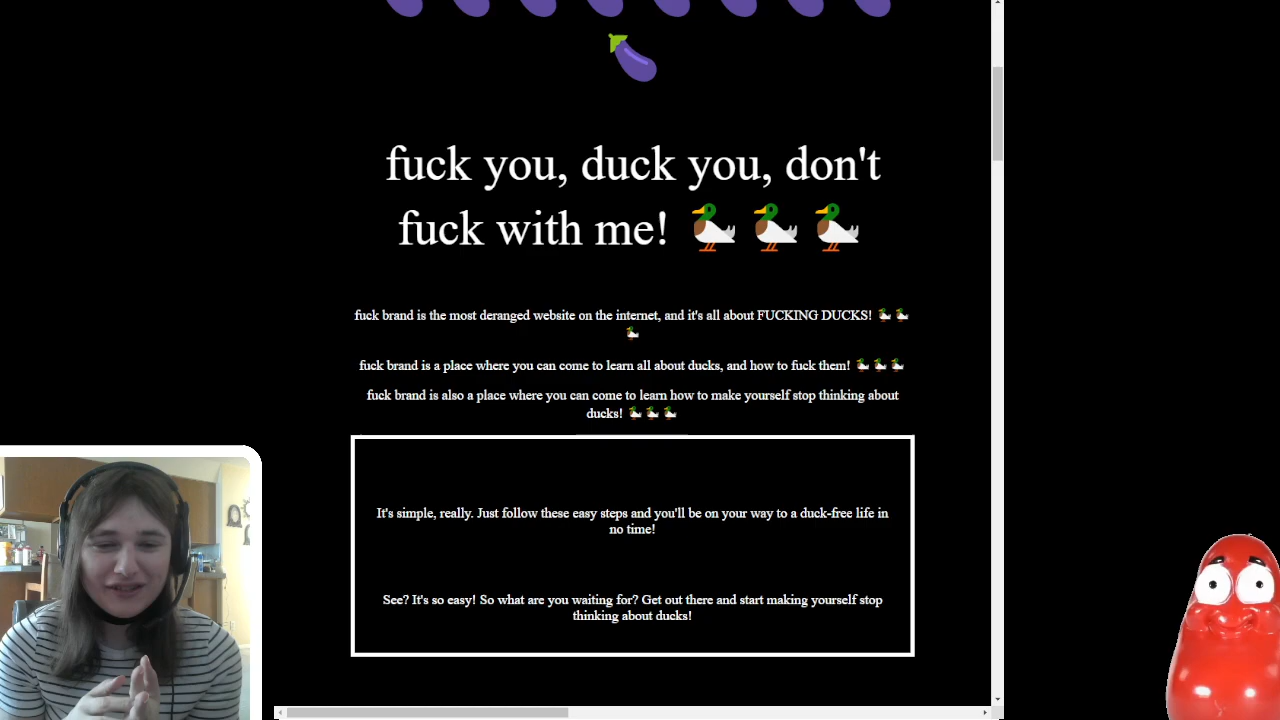 fuck you, duck you, don't
fuck with me! 🦆 🦆 🦆
fuck brand is the most deranged website on the internet, and it's all about FUCKING DUCKS! 🦆 🦆
🦆
fuck brand is a place where you can come to learn all about ducks, and how to fuck them! 🦆 🦆 🦆
fuck brand is also a place where you can come to learn how to make yourself stop thinking about
ducks! 🦆 🦆 🦆
It's simple, really. Just follow these easy steps and you'll be on your way to a duck-free life in
no time!
See? It's so easy! So what are you waiting for? Get out there and start making yourself stop
thinking about ducks!